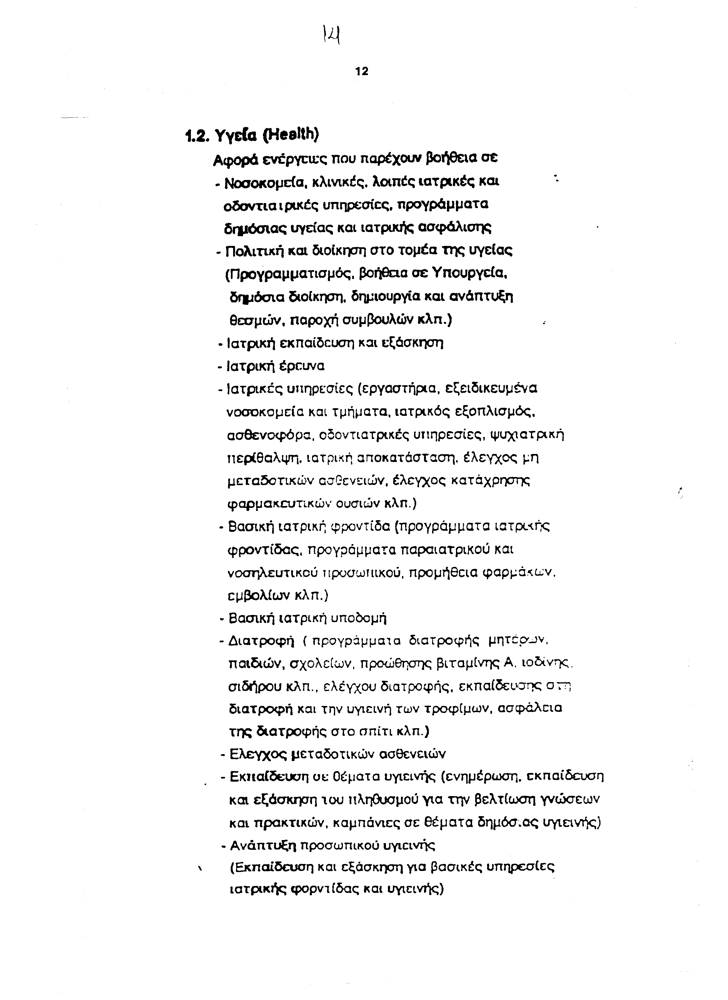 14
12
1.2. Υγεία (Health)
Αφορά ενέργειες που παρέχουν βοήθεια σε
- Νοσοκομεία, κλινικές, λοιπές ιατρικές και
οδοντιατρικές υπηρεσίες, προγράμματα
δημόσιας υγείας και ιατρικής ασφάλισης
- Πολιτική και διοίκηση στο τομέα της υγείας
(Προγραμματισμός, βοήθεια σε Υπουργεία,
δημόσια διοίκηση, δημιουργία και ανάπτυξη
θεσμών, παροχή συμβουλών κλπ.)
- Ιατρική εκπαίδευση και εξάσκηση
- Ιατρική έρευνα
- Ιατρικές υπηρεσίες (εργαστήρια, εξειδικευμένα
νοσοκομεία και τμήματα, ιατρικός εξοπλισμός,
ασθενοφόρα, οδοντιατρικές υπηρεσίες, ψυχιατρική
περίθαλψη, ιατρική αποκατάσταση, έλεγχος μη
μεταδοτικών ασθενειών, έλεγχος κατάχρησης
φαρμακευτικών ουσιών κλπ.)
- Βασική ιατρική φροντίδα (προγράμματα ιατρικής
φροντίδας, προγράμματα παραιατρικού και
νοσηλευτικού προσωπικού, προμήθεια φαρμάκων,
εμβολίων κλπ.)
- Βασική ιατρική υποδομή
- Διατροφή ( προγράμματα διατροφής μητέρων,
παιδιών, σχολείων, προώθησης βιταμίνης Α, ιοδίνης,
σιδήρου κλπ., ελέγχου διατροφής, εκπαίδευσης στη
διατροφή και την υγιεινή των τροφίμων, ασφάλεια
της διατροφής στο σπίτι κλπ.)
- Ελεγχος μεταδοτικών ασθενειών
- Εκπαίδευση σε θέματα υγιεινής (ενημέρωση, εκπαίδευση
και εξάσκηση του πληθυσμού για την βελτίωση γνώσεων
και πρακτικών, καμπάνιες σε θέματα δημόσιας υγιεινής)
- Ανάπτυξη προσωπικού υγιεινής
(Εκπαίδευση και εξάσκηση για βασικές υπηρεσίες
ιατρικής φορντίδας και υγιεινής)